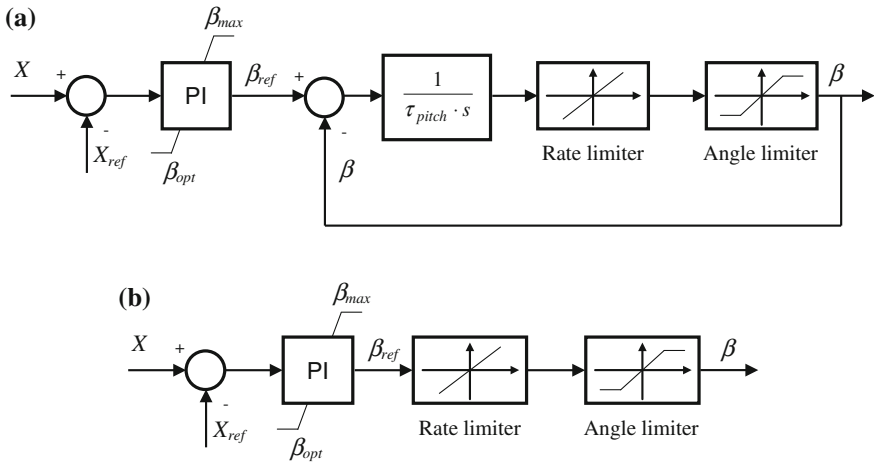 (a)
X
+
-
X_ref
β_max
PI
β_opt
β_ref
+
-
β
1
τ_pitch · s
Rate limiter
Angle limiter
β
(b)
X
+
-
X_ref
β_max
PI
β_opt
β_ref
Rate limiter
Angle limiter
β